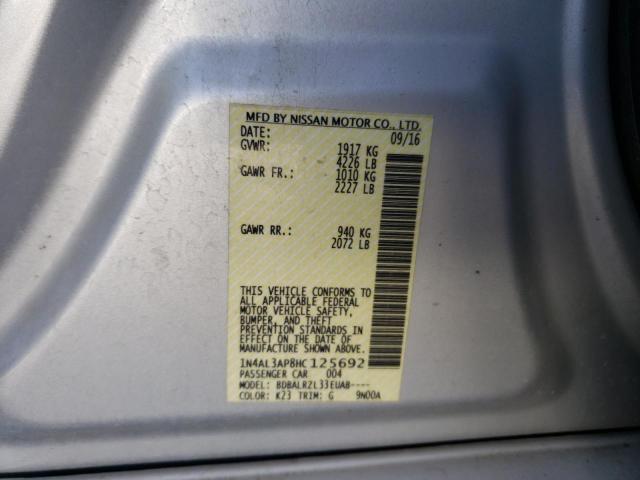 MFD BY NISSAN MOTOR CO., LTD.
DATE: 09/16
GVWR: 1917 KG
4226 LB
GAWR FR.: 1010 KG
2227 LB
GAWR RR.: 940 KG
2072 LB
THIS VEHICLE CONFORMS TO
ALL APPLICABLE FEDERAL
MOTOR VEHICLE SAFETY,
BUMPER, AND THEFT
PREVENTION STANDARDS IN
EFFECT ON THE DATE OF
MANUFACTURE SHOWN ABOVE.
1N4AL3AP8HC125692
PASSENGER CAR 004
MODEL: BDBALRZL33EUAB----
COLOR: K23 TRIM: G 9N00A